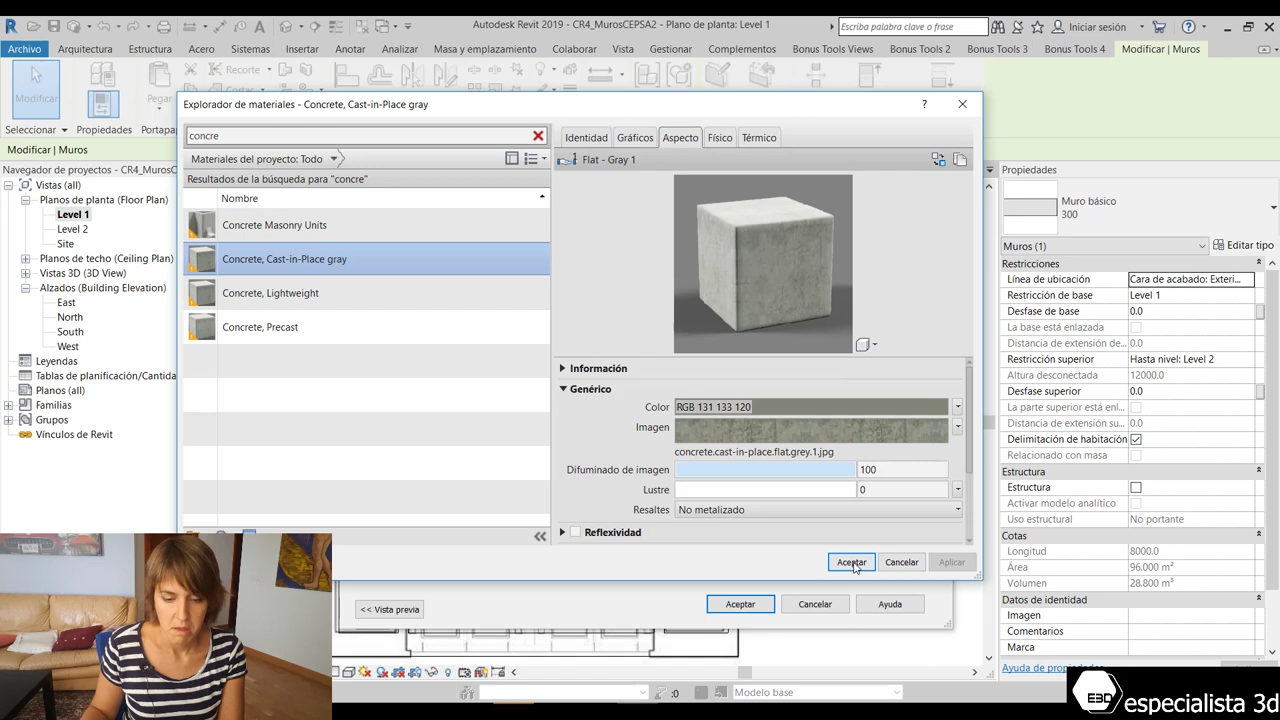 Autodesk Revit 2019 - CR4_MurosCEPSA2 - Plano de planta: Level 1
Escriba palabra clave o frase
Iniciar sesión
Archivo Arquitectura Estructura Acero Sistemas Insertar Anotar Analizar Masa y emplazamiento Colaborar Vista Gestionar Complementos Bonus Tools Views Bonus Tools 2 Bonus Tools 3 Bonus Tools 4 Modificar | Muros
Recorte
Modificar
Pegar
Seleccionar Propiedades Portapa
Modificar | Muros
Navegador de proyectos - CR4_MurosC
Vistas (all)
Planos de planta (Floor Plan)
Level 1
Level 2
Site
Planos de techo (Ceiling Plan)
Vistas 3D (3D View)
Alzados (Building Elevation)
East
North
South
West
Leyendas
Tablas de planificación/Cantida
Planos (all)
Familias
Grupos
Vínculos de Revit
Explorador de materiales - Concrete, Cast-in-Place gray
?
concre
Materiales del proyecto: Todo
Resultados de la búsqueda para "concre"
Nombre
Concrete Masonry Units
Concrete, Cast-in-Place gray
Concrete, Lightweight
Concrete, Precast
Identidad Gráficos Aspecto Físico Térmico
1 Flat - Gray 1
Información
Genérico
Color RGB 131 133 120
Imagen
concrete.cast-in-place.flat.grey.1.jpg
Difuminado de imagen 100
Lustre 0
Resaltes No metalizado
Reflexividad
Aceptar Cancelar Aplicar
<< Vista previa Aceptar Cancelar Ayuda
:0 Modelo base
Propiedades
Muro básico
300
Muros (1) Editar tipo
Restricciones
Línea de ubicación Cara de acabado: Exteri...
Restricción de base Level 1
Desfase de base 0.0
La base está enlazada
Distancia de extensión de... 0.0
Restricción superior Hasta nivel: Level 2
Altura desconectada 12000.0
Desfase superior 0.0
La parte superior está enl...
Distancia de extensión su... 0.0
Delimitación de habitación
Relacionado con masa
Estructura
Estructura
Activar modelo analítico
Uso estructural No portante
Cotas
Longitud 8000.0
Área 96.000 m²
Volumen 28.800 m³
Datos de identidad
Imagen
Comentarios
Marca
Ayuda de propiedades
E3D
especialista 3d